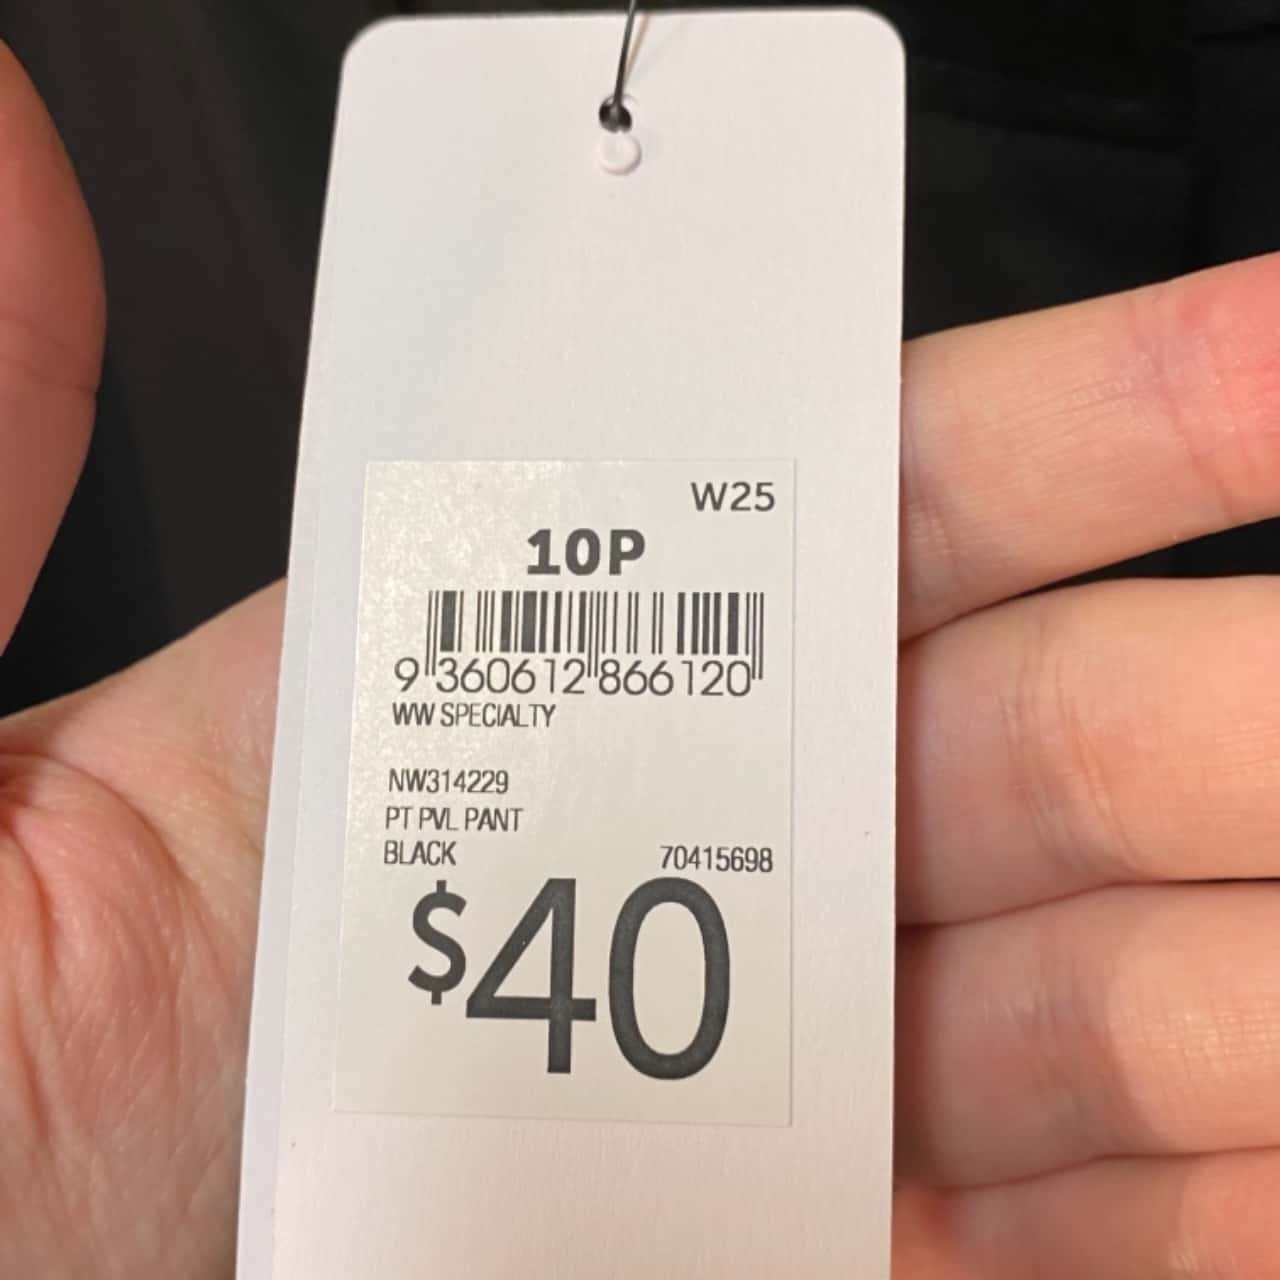 W25
10P
9 360612 866120
WW SPECIALTY
NW314229
PT PVL PANT
BLACK 70415698
$40